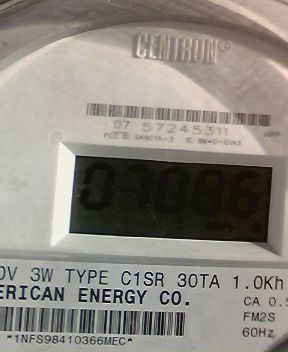 CENTRON®
07 57245311
07086
0V 3W TYPE C1SR 30TA 1.0Kh
ERICAN ENERGY CO.
CA 0.5
FM2S
60Hz
*1NFS98410366MEC*